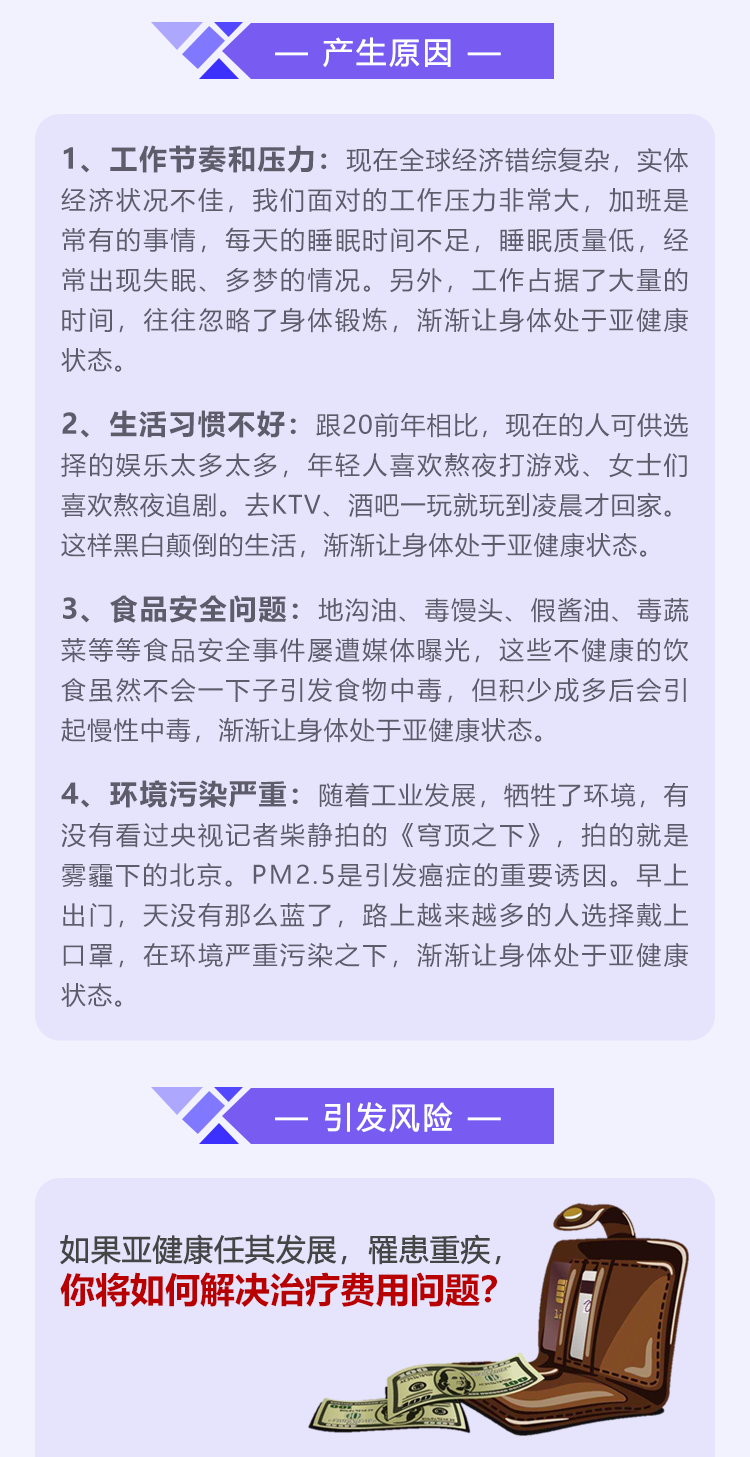 — 产生原因 —
1、工作节奏和压力：现在全球经济错综复杂，实体
经济状况不佳，我们面对的工作压力非常大，加班是
常有的事情，每天的睡眠时间不足，睡眠质量低，经
常出现失眠、多梦的情况。另外，工作占据了大量的
时间，往往忽略了身体锻炼，渐渐让身体处于亚健康
状态。
2、生活习惯不好：跟20前年相比，现在的人可供选
择的娱乐太多太多，年轻人喜欢熬夜打游戏、女士们
喜欢熬夜追剧。去KTV、酒吧一玩就玩到凌晨才回家。
这样黑白颠倒的生活，渐渐让身体处于亚健康状态。
3、食品安全问题：地沟油、毒馒头、假酱油、毒蔬
菜等等食品安全事件屡遭媒体曝光，这些不健康的饮
食虽然不会一下子引发食物中毒，但积少成多后会引
起慢性中毒，渐渐让身体处于亚健康状态。
4、环境污染严重：随着工业发展，牺牲了环境，有
没有看过央视记者柴静拍的《穹顶之下》，拍的就是
雾霾下的北京。PM2.5是引发癌症的重要诱因。早上
出门，天没有那么蓝了，路上越来越多的人选择戴上
口罩，在环境严重污染之下，渐渐让身体处于亚健康
状态。
— 引发风险 —
如果亚健康任其发展，罹患重疾，
你将如何解决治疗费用问题？
100
100